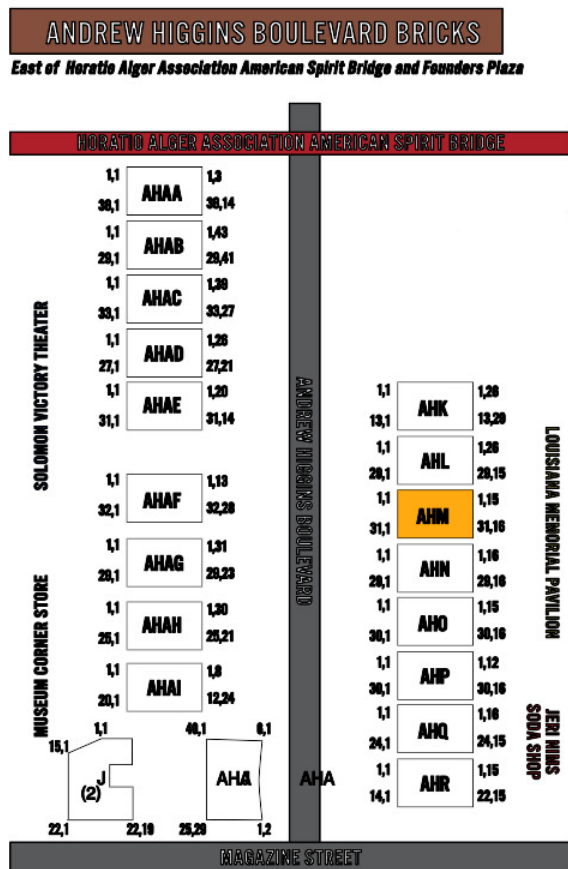 ANDREW HIGGINS BOULEVARD BRICKS
East of Horatio Alger Association American Spirit Bridge and Founders Plaza
HORATIO ALGER ASSOCIATION AMERICAN SPIRIT BRIDGE
SOLOMON VICTORY THEATER
MUSEUM CORNER STORE
1,1 1,3
AHAA
38,1 38,14
1,1 1,43
AHAB
29,1 29,41
1,1 1,39
AHAC
33,1 33,27
1,1 1,26
AHAD
27,1 27,21
1,1 1,20
AHAE
31,1 31,14
1,1 1,13
AHAF
32,1 32,28
1,1 1,31
AHAG
29,1 29,23
1,1 1,30
AHAH
25,1 25,21
1,1 1,8
AHAI
20,1 12,24
1,1
15,1
J
(2)
22,1 22,19
40,1 6,1
AHA
25,29 1,2
AHA
ANDREW HIGGINS BOULEVARD
1,1 1,26
AHK
13,1 13,29
1,1 1,26
AHL
29,1 29,15
1,1 1,15
AHM
31,1 31,16
1,1 1,16
AHN
29,1 29,16
1,1 1,15
AHO
30,1 30,16
1,1 1,12
AHP
30,1 30,16
1,1 1,16
AHQ
24,1 24,15
1,1 1,15
AHR
14,1 22,15
LOUISIANA MEMORIAL PAVILION
JERI NIMS
SODA SHOP
MAGAZINE STREET